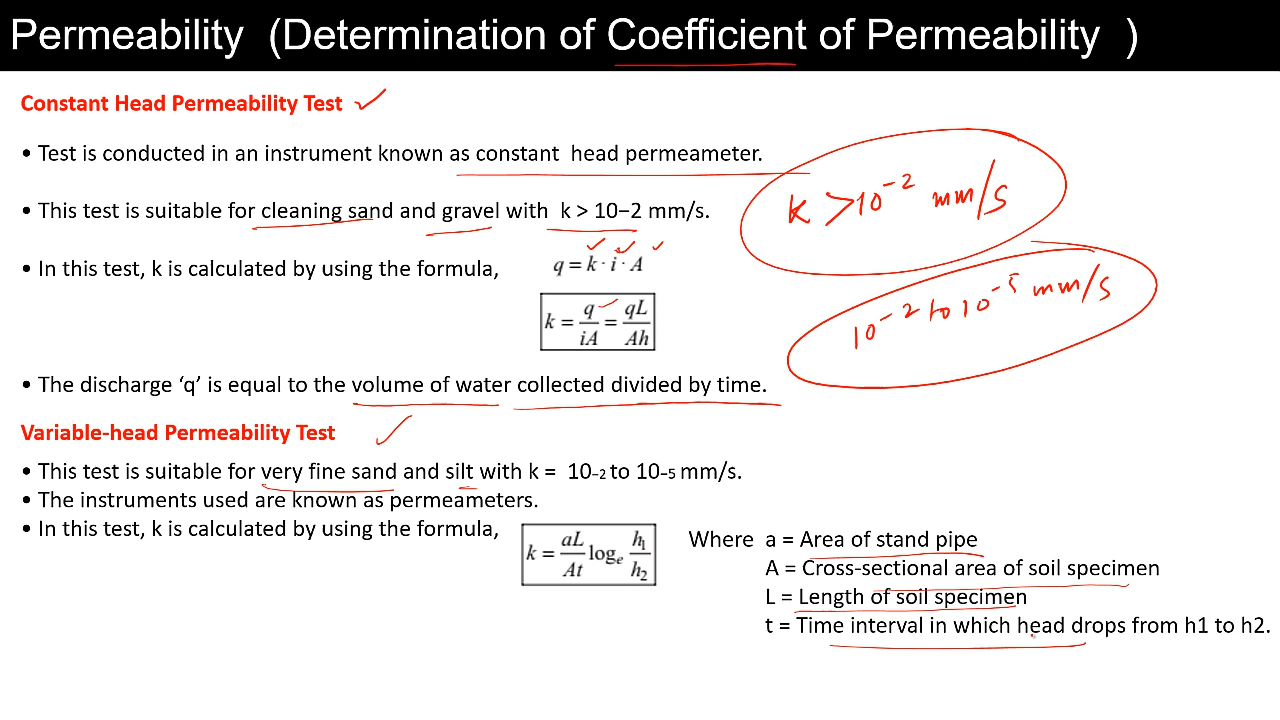 Permeability (Determination of Coefficient of Permeability )
Constant Head Permeability Test
• Test is conducted in an instrument known as constant head permeameter.
• This test is suitable for cleaning sand and gravel with k > 10−2 mm/s.
k > 10⁻² mm/s
• In this test, k is calculated by using the formula,
q = k · i · A
k = q/iA = qL/Ah
10⁻² to 10⁻⁵ mm/s
• The discharge ‘q’ is equal to the volume of water collected divided by time.
Variable-head Permeability Test
• This test is suitable for very fine sand and silt with k = 10-2 to 10-5 mm/s.
• The instruments used are known as permeameters.
• In this test, k is calculated by using the formula,
k = aL/At logₑ h₁/h₂
Where a = Area of stand pipe
A = Cross-sectional area of soil specimen
L = Length of soil specimen
t = Time interval in which head drops from h1 to h2.